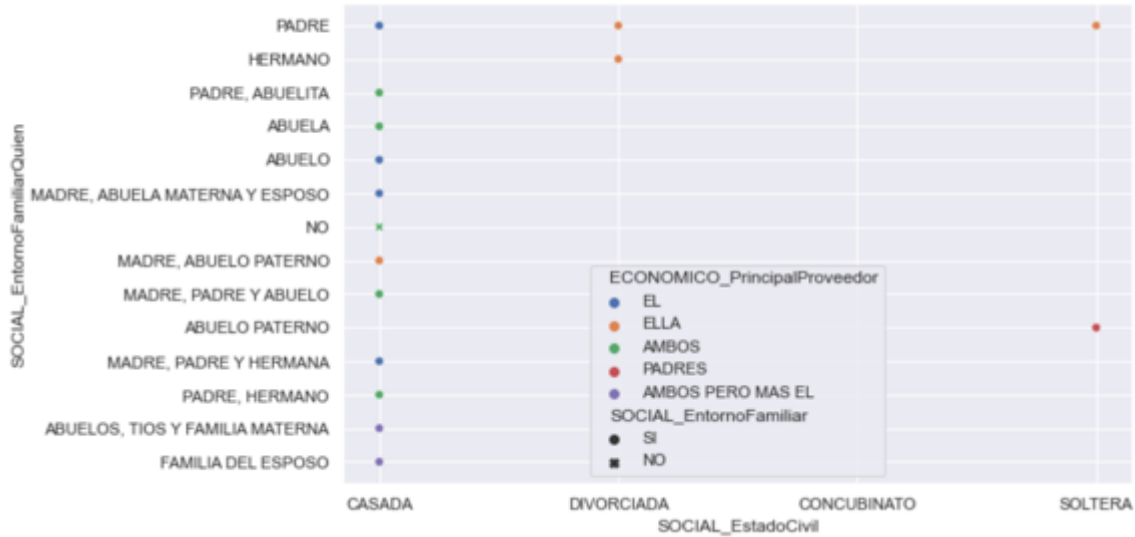 SOCIAL_EntornoFamiliarQuien
PADRE
HERMANO
PADRE, ABUELITA
ABUELA
ABUELO
MADRE, ABUELA MATERNA Y ESPOSO
NO
MADRE, ABUELO PATERNO
MADRE, PADRE Y ABUELO
ABUELO PATERNO
MADRE, PADRE Y HERMANA
PADRE, HERMANO
ABUELOS, TIOS Y FAMILIA MATERNA
FAMILIA DEL ESPOSO
ECONOMICO_PrincipalProveedor
EL
ELLA
AMBOS
PADRES
AMBOS PERO MAS EL
SOCIAL_EntornoFamiliar
SI
NO
CASADA DIVORCIADA CONCUBINATO SOLTERA
SOCIAL_EstadoCivil